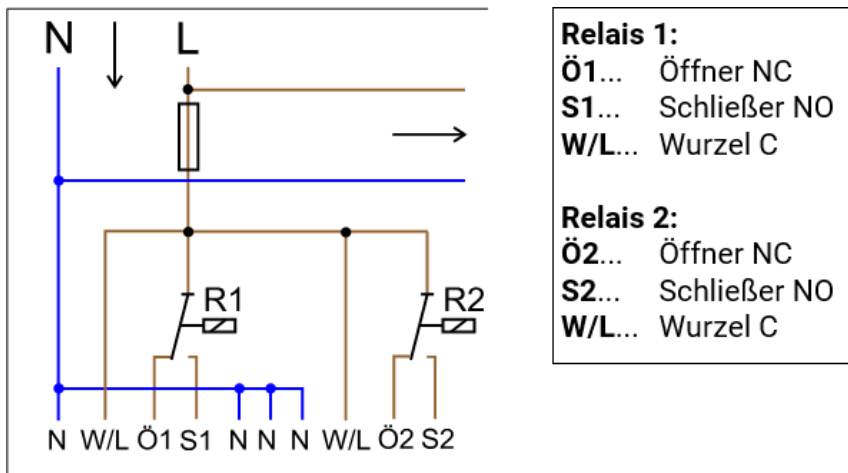 N L
R1 R2
N W/L Ö1 S1 N N N W/L Ö2 S2
Relais 1:
Ö1... Öffner NC
S1... Schließer NO
W/L... Wurzel C
Relais 2:
Ö2... Öffner NC
S2... Schließer NO
W/L... Wurzel C